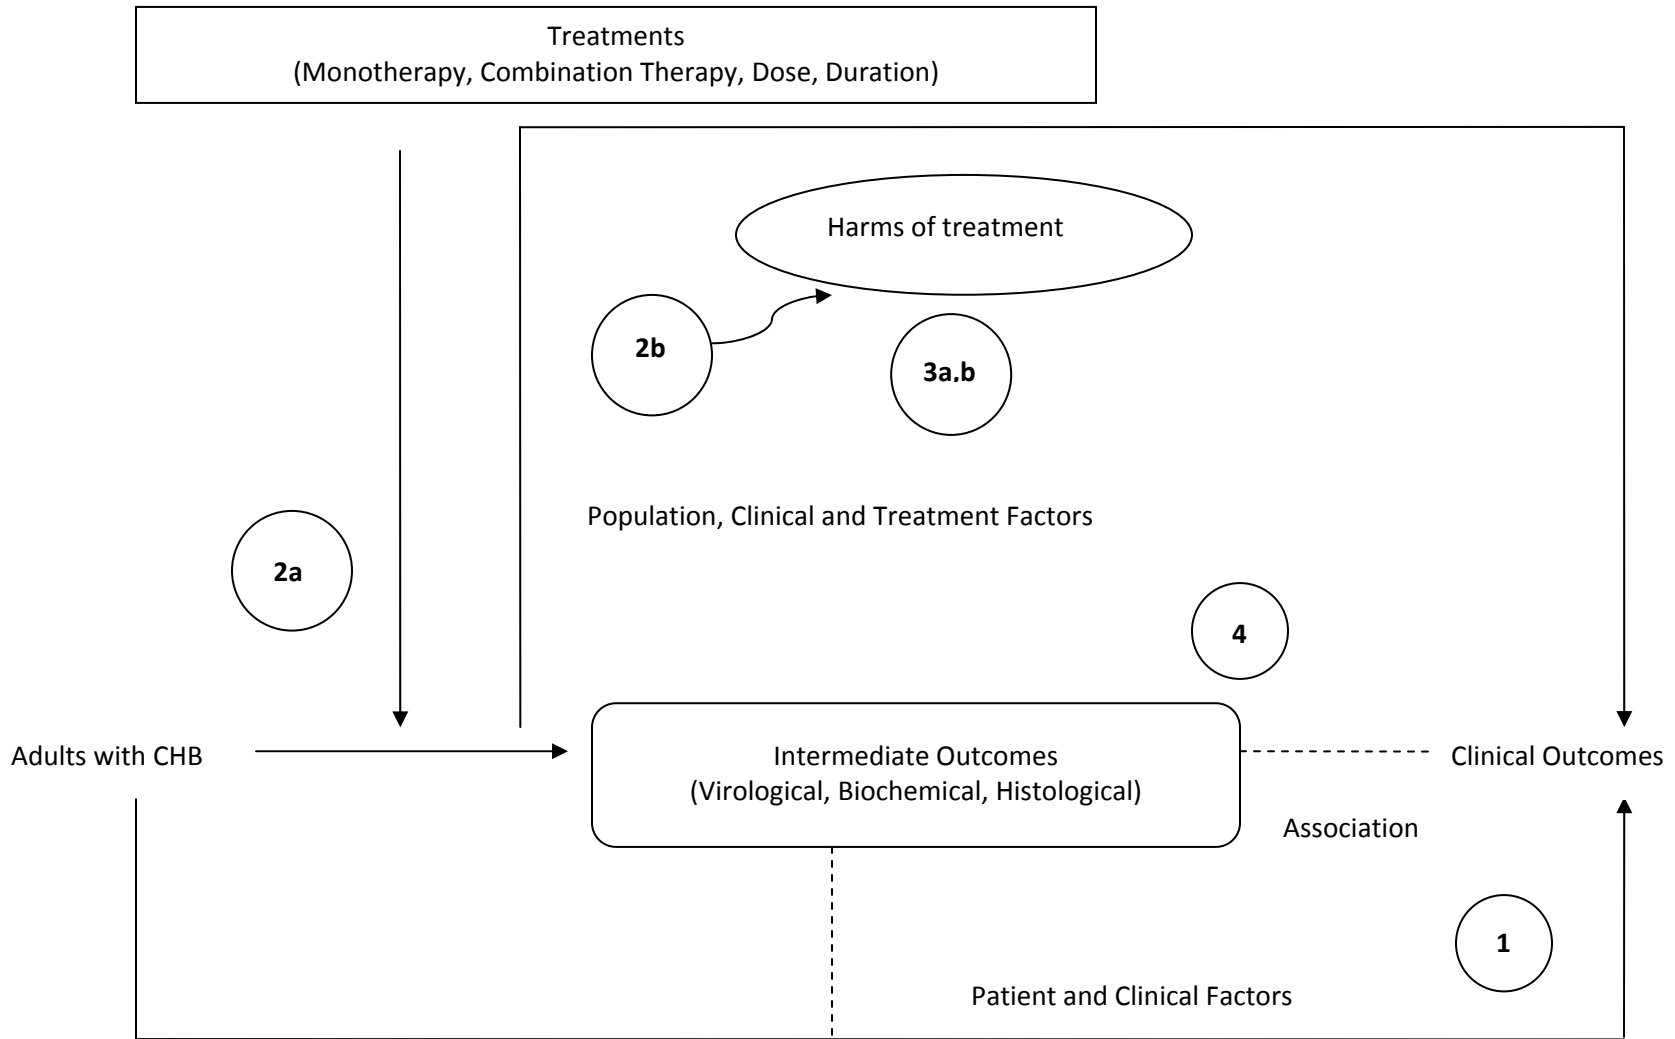 Treatments
(Monotherapy, Combination Therapy, Dose, Duration)
Harms of treatment
2b
3a,b
Population, Clinical and Treatment Factors
2a
4
Adults with CHB
Intermediate Outcomes
(Virological, Biochemical, Histological)
Clinical Outcomes
Association
1
Patient and Clinical Factors